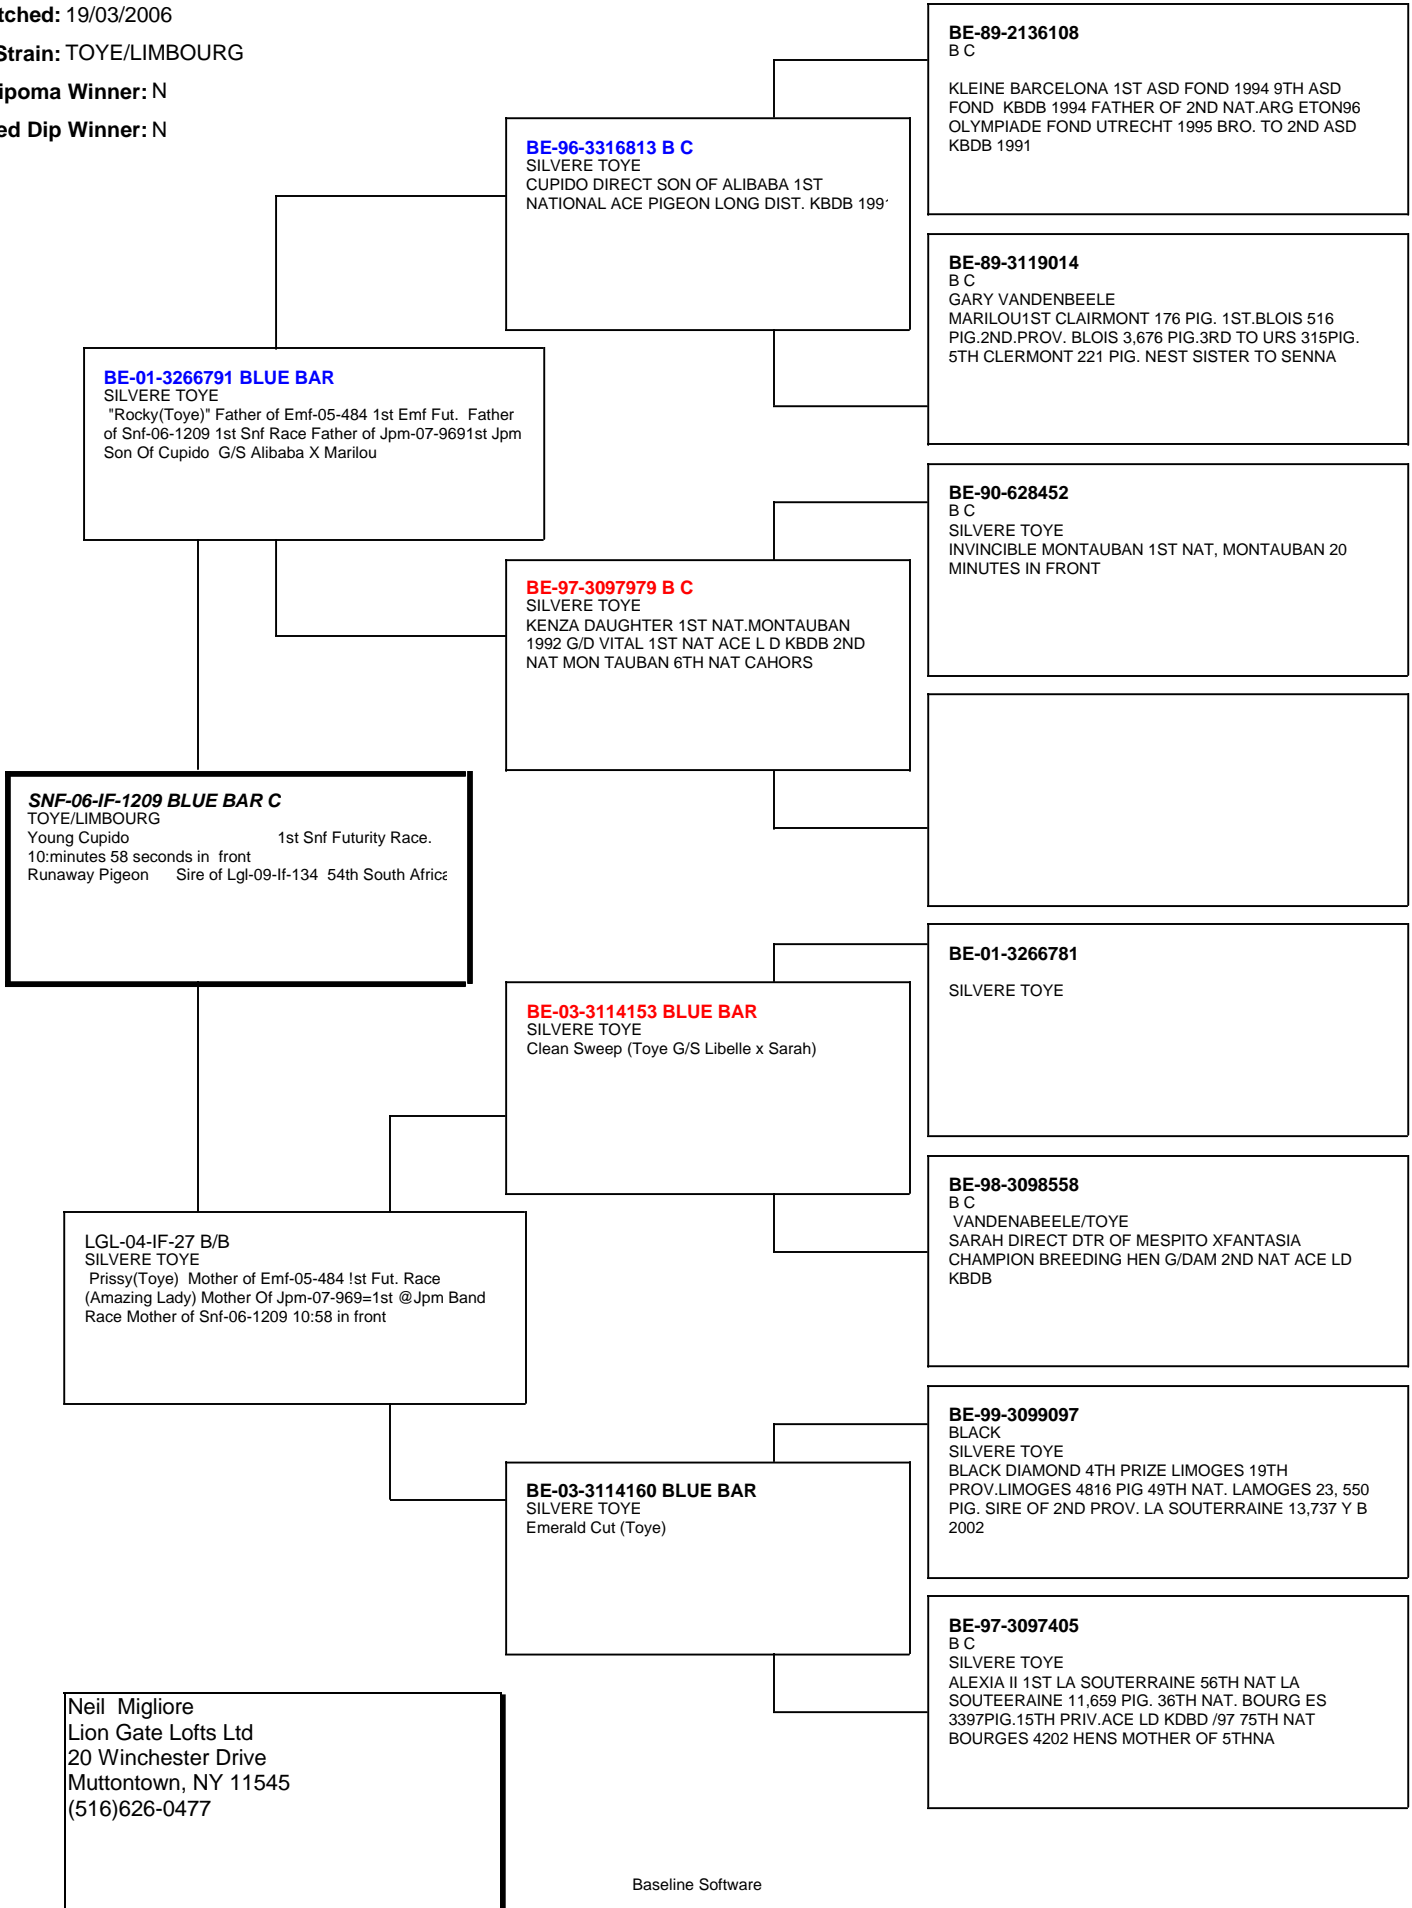 tched: 19/03/2006
Strain: TOYE/LIMBOURG
ipoma Winner: N
ed Dip Winner: N
BE-89-2136108
B C
KLEINE BARCELONA 1ST ASD FOND 1994 9TH ASD
FOND  KBDB 1994 FATHER OF 2ND NAT.ARG ETON96
OLYMPIADE FOND UTRECHT 1995 BRO. TO 2ND ASD
KBDB 1991
BE-96-3316813 B C
SILVERE TOYE
CUPIDO DIRECT SON OF ALIBABA 1ST
NATIONAL ACE PIGEON LONG DIST. KBDB 199
BE-89-3119014
B C
GARY VANDENBEELE
MARILOU1ST CLAIRMONT 176 PIG. 1ST.BLOIS 516
PIG.2ND.PROV. BLOIS 3,676 PIG.3RD TO URS 315PIG.
5TH CLERMONT 221 PIG. NEST SISTER TO SENNA
BE-01-3266791 BLUE BAR
SILVERE TOYE
"Rocky(Toye)" Father of Emf-05-484 1st Emf Fut.  Father
of Snf-06-1209 1st Snf Race Father of Jpm-07-9691st Jpm
Son Of Cupido  G/S Alibaba X Marilou
BE-90-628452
B C
SILVERE TOYE
INVINCIBLE MONTAUBAN 1ST NAT, MONTAUBAN 20
MINUTES IN FRONT
BE-97-3097979 B C
SILVERE TOYE
KENZA DAUGHTER 1ST NAT.MONTAUBAN
1992 G/D VITAL 1ST NAT ACE L D KBDB 2ND
NAT MON TAUBAN 6TH NAT CAHORS
SNF-06-IF-1209 BLUE BAR C
TOYE/LIMBOURG
Young Cupido 1st Snf Futurity Race.
10:minutes 58 seconds in  front
Runaway Pigeon Sire of Lgl-09-If-134  54th South Africa
BE-01-3266781
SILVERE TOYE
BE-03-3114153 BLUE BAR
SILVERE TOYE
Clean Sweep (Toye G/S Libelle x Sarah)
BE-98-3098558
B C
VANDENABEELE/TOYE
SARAH DIRECT DTR OF MESPITO XFANTASIA
CHAMPION BREEDING HEN G/DAM 2ND NAT ACE LD
KBDB
LGL-04-IF-27 B/B
SILVERE TOYE
Prissy(Toye)  Mother of Emf-05-484 !st Fut. Race
(Amazing Lady) Mother Of Jpm-07-969=1st @Jpm Band
Race Mother of Snf-06-1209 10:58 in front
BE-99-3099097
BLACK
SILVERE TOYE
BLACK DIAMOND 4TH PRIZE LIMOGES 19TH
PROV.LIMOGES 4816 PIG 49TH NAT. LAMOGES 23, 550
PIG. SIRE OF 2ND PROV. LA SOUTERRAINE 13,737 Y B
2002
BE-03-3114160 BLUE BAR
SILVERE TOYE
Emerald Cut (Toye)
BE-97-3097405
B C
SILVERE TOYE
ALEXIA II 1ST LA SOUTERRAINE 56TH NAT LA
SOUTEERAINE 11,659 PIG. 36TH NAT. BOURG ES
3397PIG.15TH PRIV.ACE LD KDBD /97 75TH NAT
BOURGES 4202 HENS MOTHER OF 5THNA
Neil  Migliore
Lion Gate Lofts Ltd
20 Winchester Drive
Muttontown, NY 11545
(516)626-0477
Baseline Software